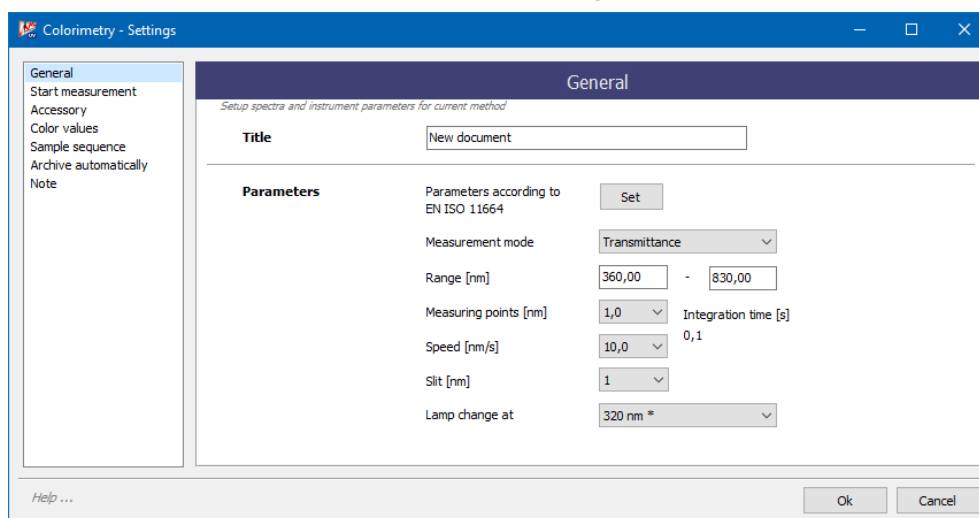 Colorimetry - Settings
General
Start measurement
Accessory
Color values
Sample sequence
Archive automatically
Note
General
Setup spectra and instrument parameters for current method
Title New document
Parameters Parameters according to
EN ISO 11664 Set
Measurement mode Transmittance
Range [nm] 360,00 - 830,00
Measuring points [nm] 1,0 Integration time [s]
0,1
Speed [nm/s] 10,0
Slit [nm] 1
Lamp change at 320 nm *
Help ... Ok Cancel